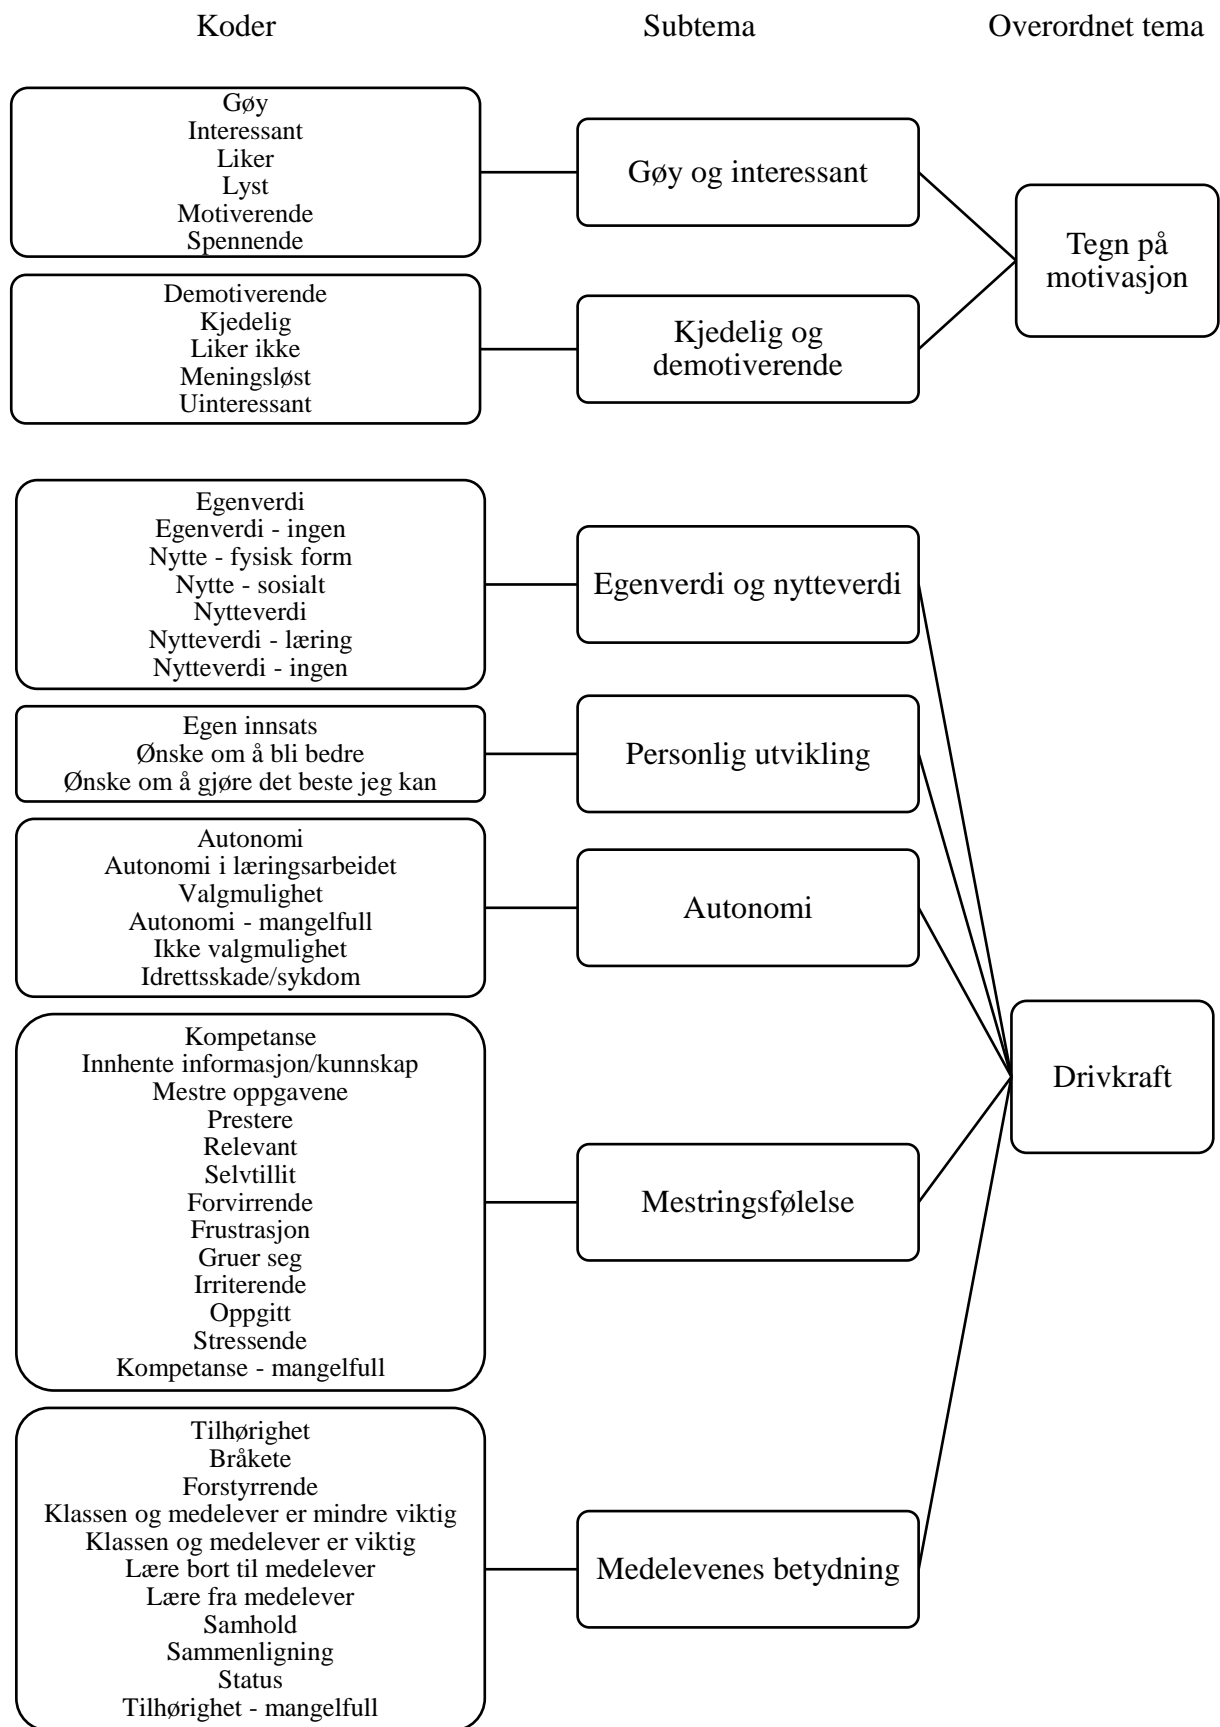 Koder
Subtema
Overordnet tema
Gøy
Interessant
Liker
Lyst
Motiverende
Spennende
Gøy og interessant
Demotiverende
Kjedelig
Liker ikke
Meningsløst
Uinteressant
Kjedelig og
demotiverende
Tegn på
motivasjon
Egenverdi
Egenverdi - ingen
Nytte - fysisk form
Nytte - sosialt
Nytteverdi
Nytteverdi - læring
Nytteverdi - ingen
Egenverdi og nytteverdi
Egen innsats
Ønske om å bli bedre
Ønske om å gjøre det beste jeg kan
Personlig utvikling
Autonomi
Autonomi i læringsarbeidet
Valgmulighet
Autonomi - mangelfull
Ikke valgmulighet
Idrettsskade/sykdom
Autonomi
Kompetanse
Innhente informasjon/kunnskap
Mestre oppgavene
Prestere
Relevant
Selvtillit
Forvirrende
Frustrasjon
Gruer seg
Irriterende
Oppgitt
Stressende
Kompetanse - mangelfull
Mestringsfølelse
Tilhørighet
Bråkete
Forstyrrende
Klassen og medelever er mindre viktig
Klassen og medelever er viktig
Lære bort til medelever
Lære fra medelever
Samhold
Sammenligning
Status
Tilhørighet - mangelfull
Medelevenes betydning
Drivkraft